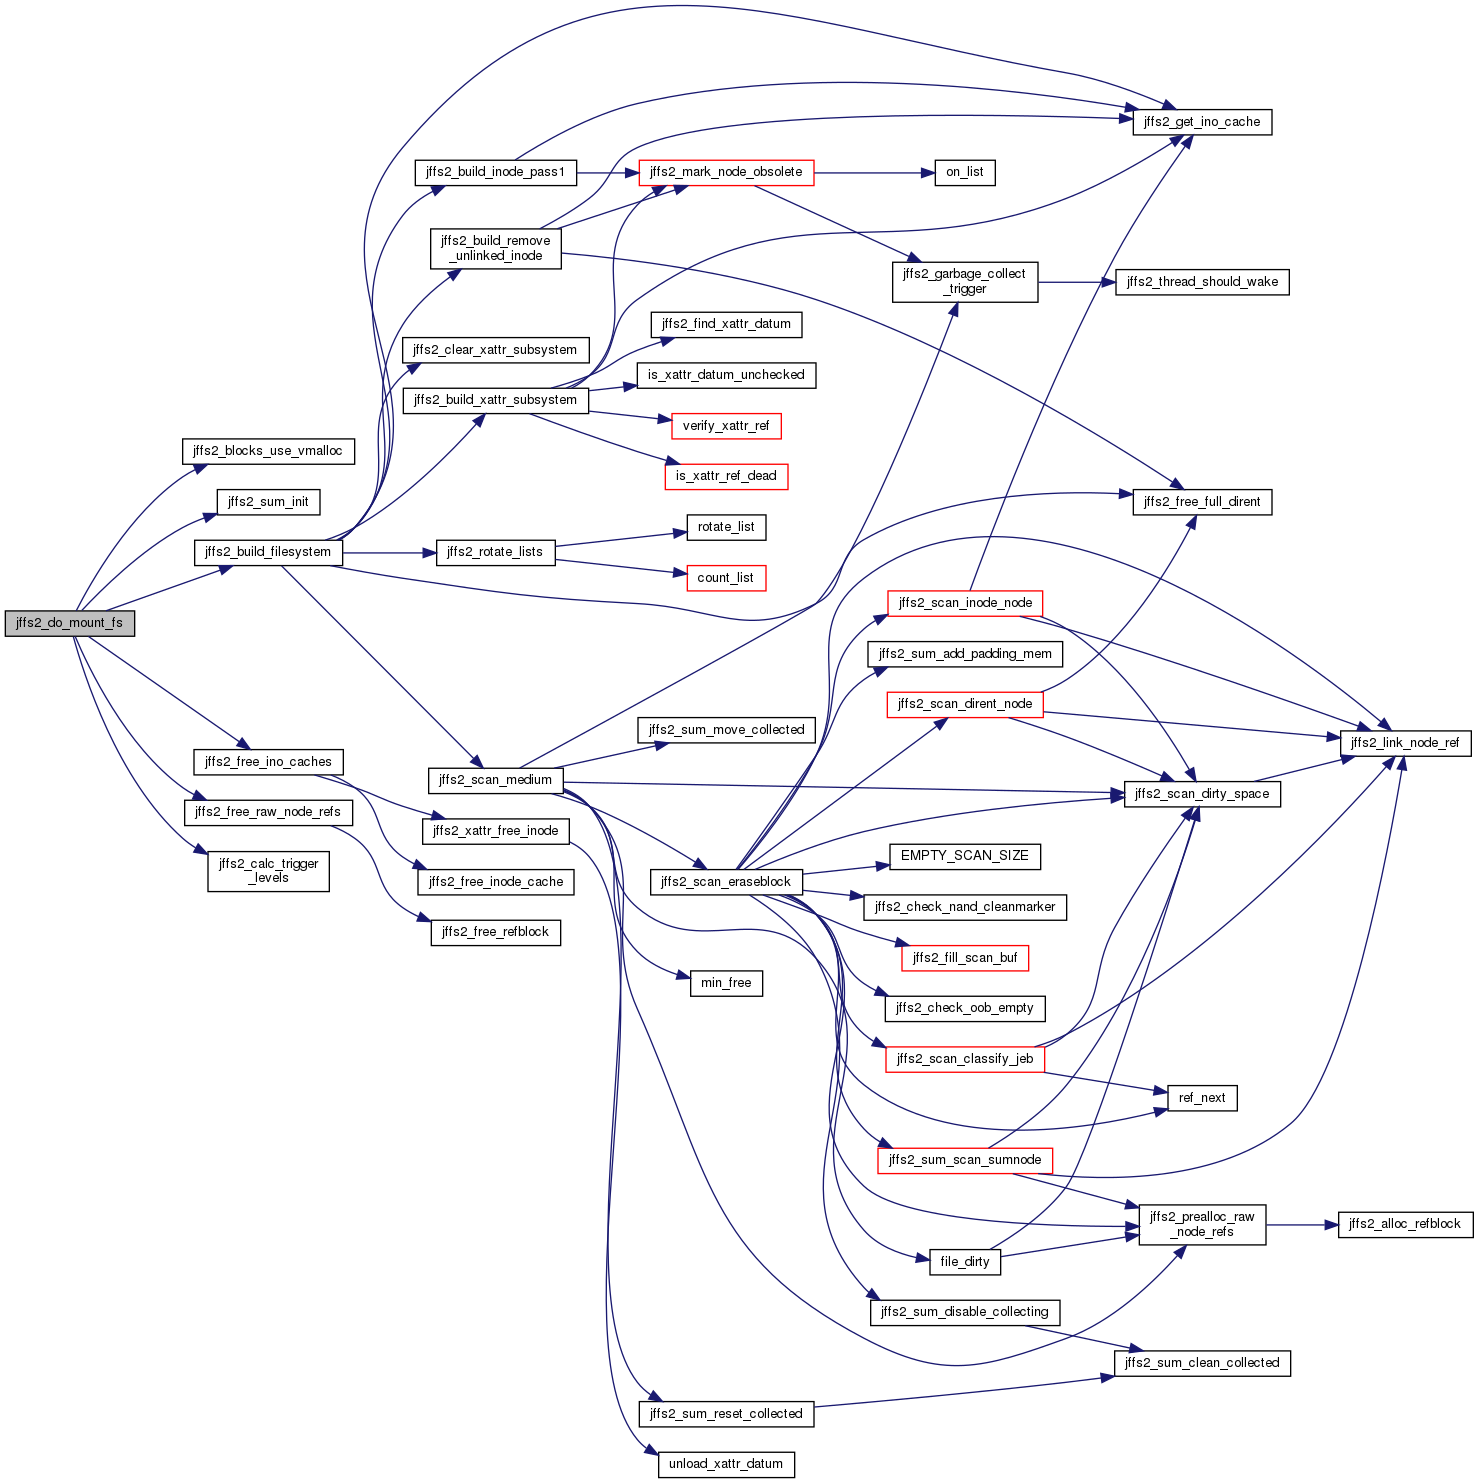 jffs2_get_ino_cache
jffs2_build_inode_pass1
jffs2_mark_node_obsolete
on_list
jffs2_build_remove
_unlinked_inode
jffs2_garbage_collect
_trigger
jffs2_thread_should_wake
jffs2_find_xattr_datum
jffs2_clear_xattr_subsystem
is_xattr_datum_unchecked
jffs2_build_xattr_subsystem
verify_xattr_ref
jffs2_blocks_use_vmalloc
is_xattr_ref_dead
jffs2_sum_init
jffs2_free_full_dirent
rotate_list
jffs2_build_filesystem
jffs2_rotate_lists
count_list
jffs2_scan_inode_node
jffs2_do_mount_fs
jffs2_sum_add_padding_mem
jffs2_scan_dirent_node
jffs2_sum_move_collected
jffs2_link_node_ref
jffs2_free_ino_caches
jffs2_scan_medium
jffs2_scan_dirty_space
jffs2_free_raw_node_refs
jffs2_xattr_free_inode
EMPTY_SCAN_SIZE
jffs2_calc_trigger
_levels
jffs2_free_inode_cache
jffs2_scan_eraseblock
jffs2_check_nand_cleanmarker
jffs2_free_refblock
jffs2_fill_scan_buf
min_free
jffs2_check_oob_empty
jffs2_scan_classify_jeb
ref_next
jffs2_sum_scan_sumnode
jffs2_prealloc_raw
_node_refs
jffs2_alloc_refblock
file_dirty
jffs2_sum_disable_collecting
jffs2_sum_clean_collected
jffs2_sum_reset_collected
unload_xattr_datum